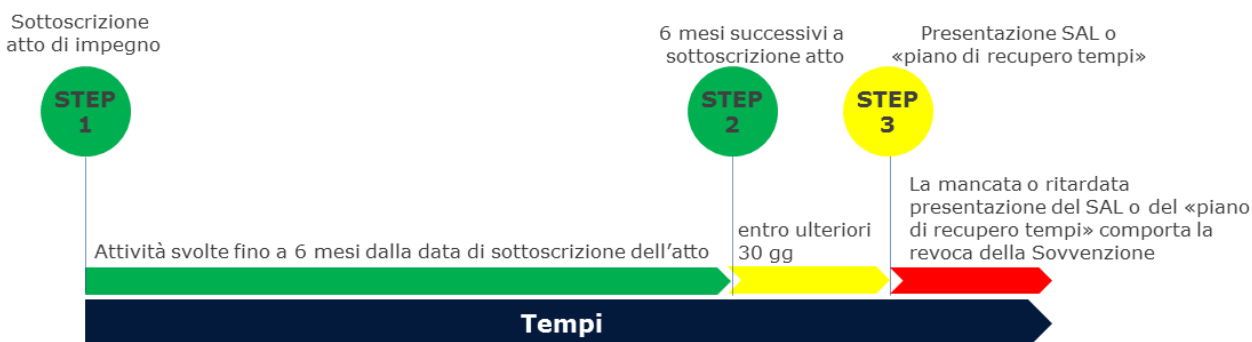 Sottoscrizione
atto di impegno
6 mesi successivi a
sottoscrizione atto
Presentazione SAL o
«piano di recupero tempi»
STEP
1
STEP
2
STEP
3
Attività svolte fino a 6 mesi dalla data di sottoscrizione dell'atto
entro ulteriori
30 gg
La mancata o ritardata
presentazione del SAL o del «piano
di recupero tempi» comporta la
revoca della Sovvenzione
Tempi